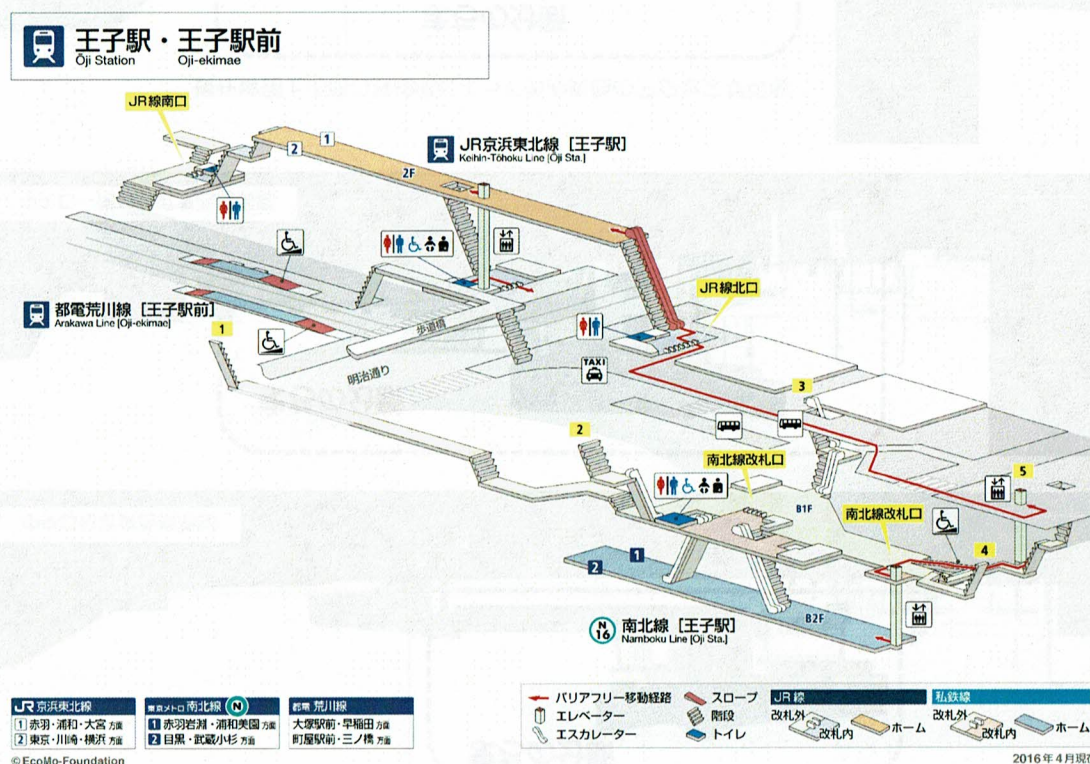 王子駅・王子駅前
Ōji Station Oji-ekimae
JR線南口
1
2
2F
JR京浜東北線［王子駅］
Keihin-Tōhoku Line [Ōji Sta.]
都電荒川線［王子駅前］
Arakawa Line [Oji-ekimae]
1
歩道橋
明治通り
JR線北口
TAXI
3
2
南北線改札口
B1F
南北線改札口
5
4
1
2
B2F
N
16
南北線［王子駅］
Namboku Line [Oji Sta.]
JR 京浜東北線
1 赤羽・浦和・大宮 方面
2 東京・川崎・横浜 方面
東京メトロ 南北線 N
1 赤羽岩淵・浦和美園 方面
2 目黒・武蔵小杉 方面
都電 荒川線
大塚駅前・早稲田 方面
町屋駅前・三ノ橋 方面
バリアフリー移動経路
エレベーター
エスカレーター
スロープ
階段
トイレ
JR 線
改札外
改札内
ホーム
私鉄線
改札外
改札内
ホーム
© EcoMo-Foundation
2016年4月現